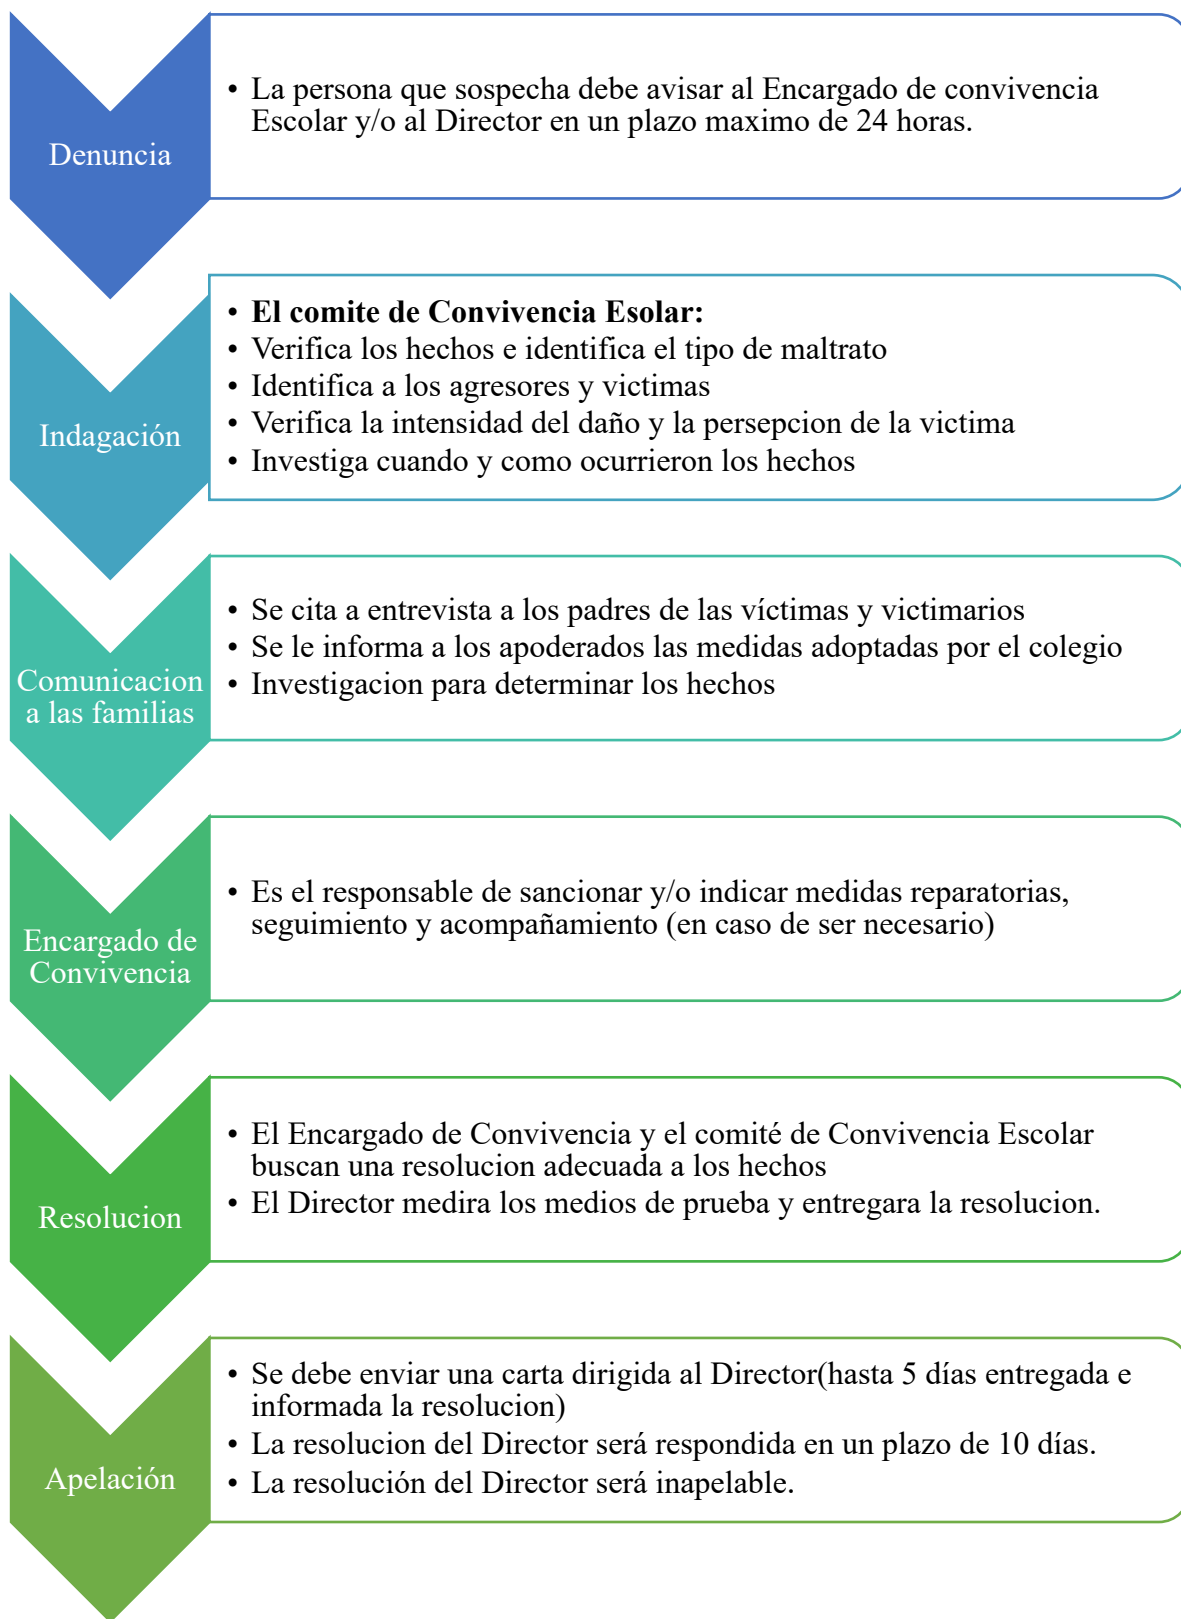 Denuncia
• La persona que sospecha debe avisar al Encargado de convivencia
Escolar y/o al Director en un plazo maximo de 24 horas.
Indagación
• El comite de Convivencia Esolar:
• Verifica los hechos e identifica el tipo de maltrato
• Identifica a los agresores y victimas
• Verifica la intensidad del daño y la persepcion de la victima
• Investiga cuando y como ocurrieron los hechos
Comunicacion
a las familias
• Se cita a entrevista a los padres de las víctimas y victimarios
• Se le informa a los apoderados las medidas adoptadas por el colegio
• Investigacion para determinar los hechos
Encargado de
Convivencia
• Es el responsable de sancionar y/o indicar medidas reparatorias,
seguimiento y acompañamiento (en caso de ser necesario)
Resolucion
• El Encargado de Convivencia y el comité de Convivencia Escolar
buscan una resolucion adecuada a los hechos
• El Director medira los medios de prueba y entregara la resolucion.
Apelación
• Se debe enviar una carta dirigida al Director(hasta 5 días entregada e
informada la resolucion)
• La resolucion del Director será respondida en un plazo de 10 días.
• La resolución del Director será inapelable.